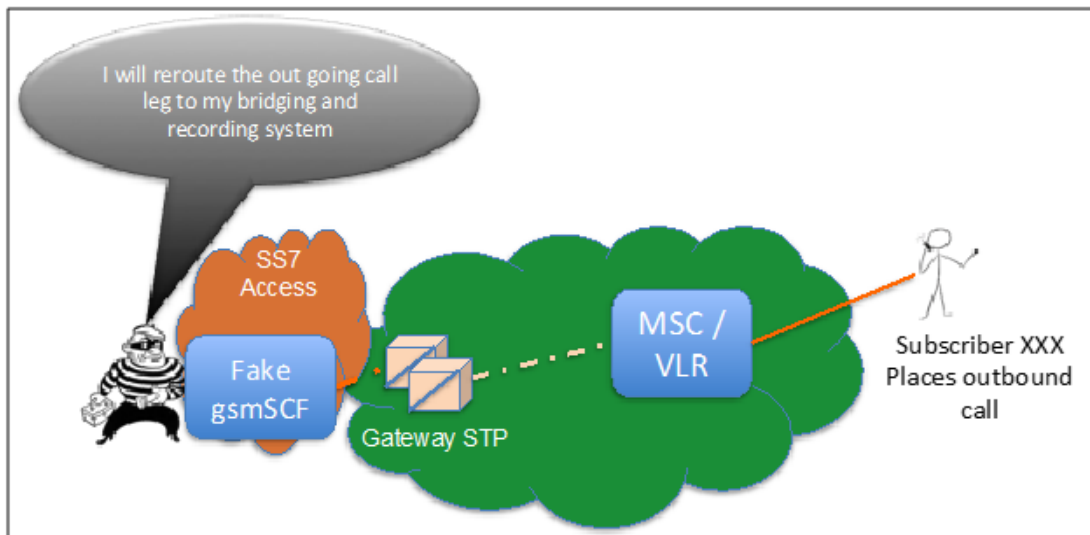 I will reroute the out going call
leg to my bridging and
recording system
SS7
Access
Fake
gsmSCF
Gateway STP
MSC /
VLR
Subscriber XXX
Places outbound
call